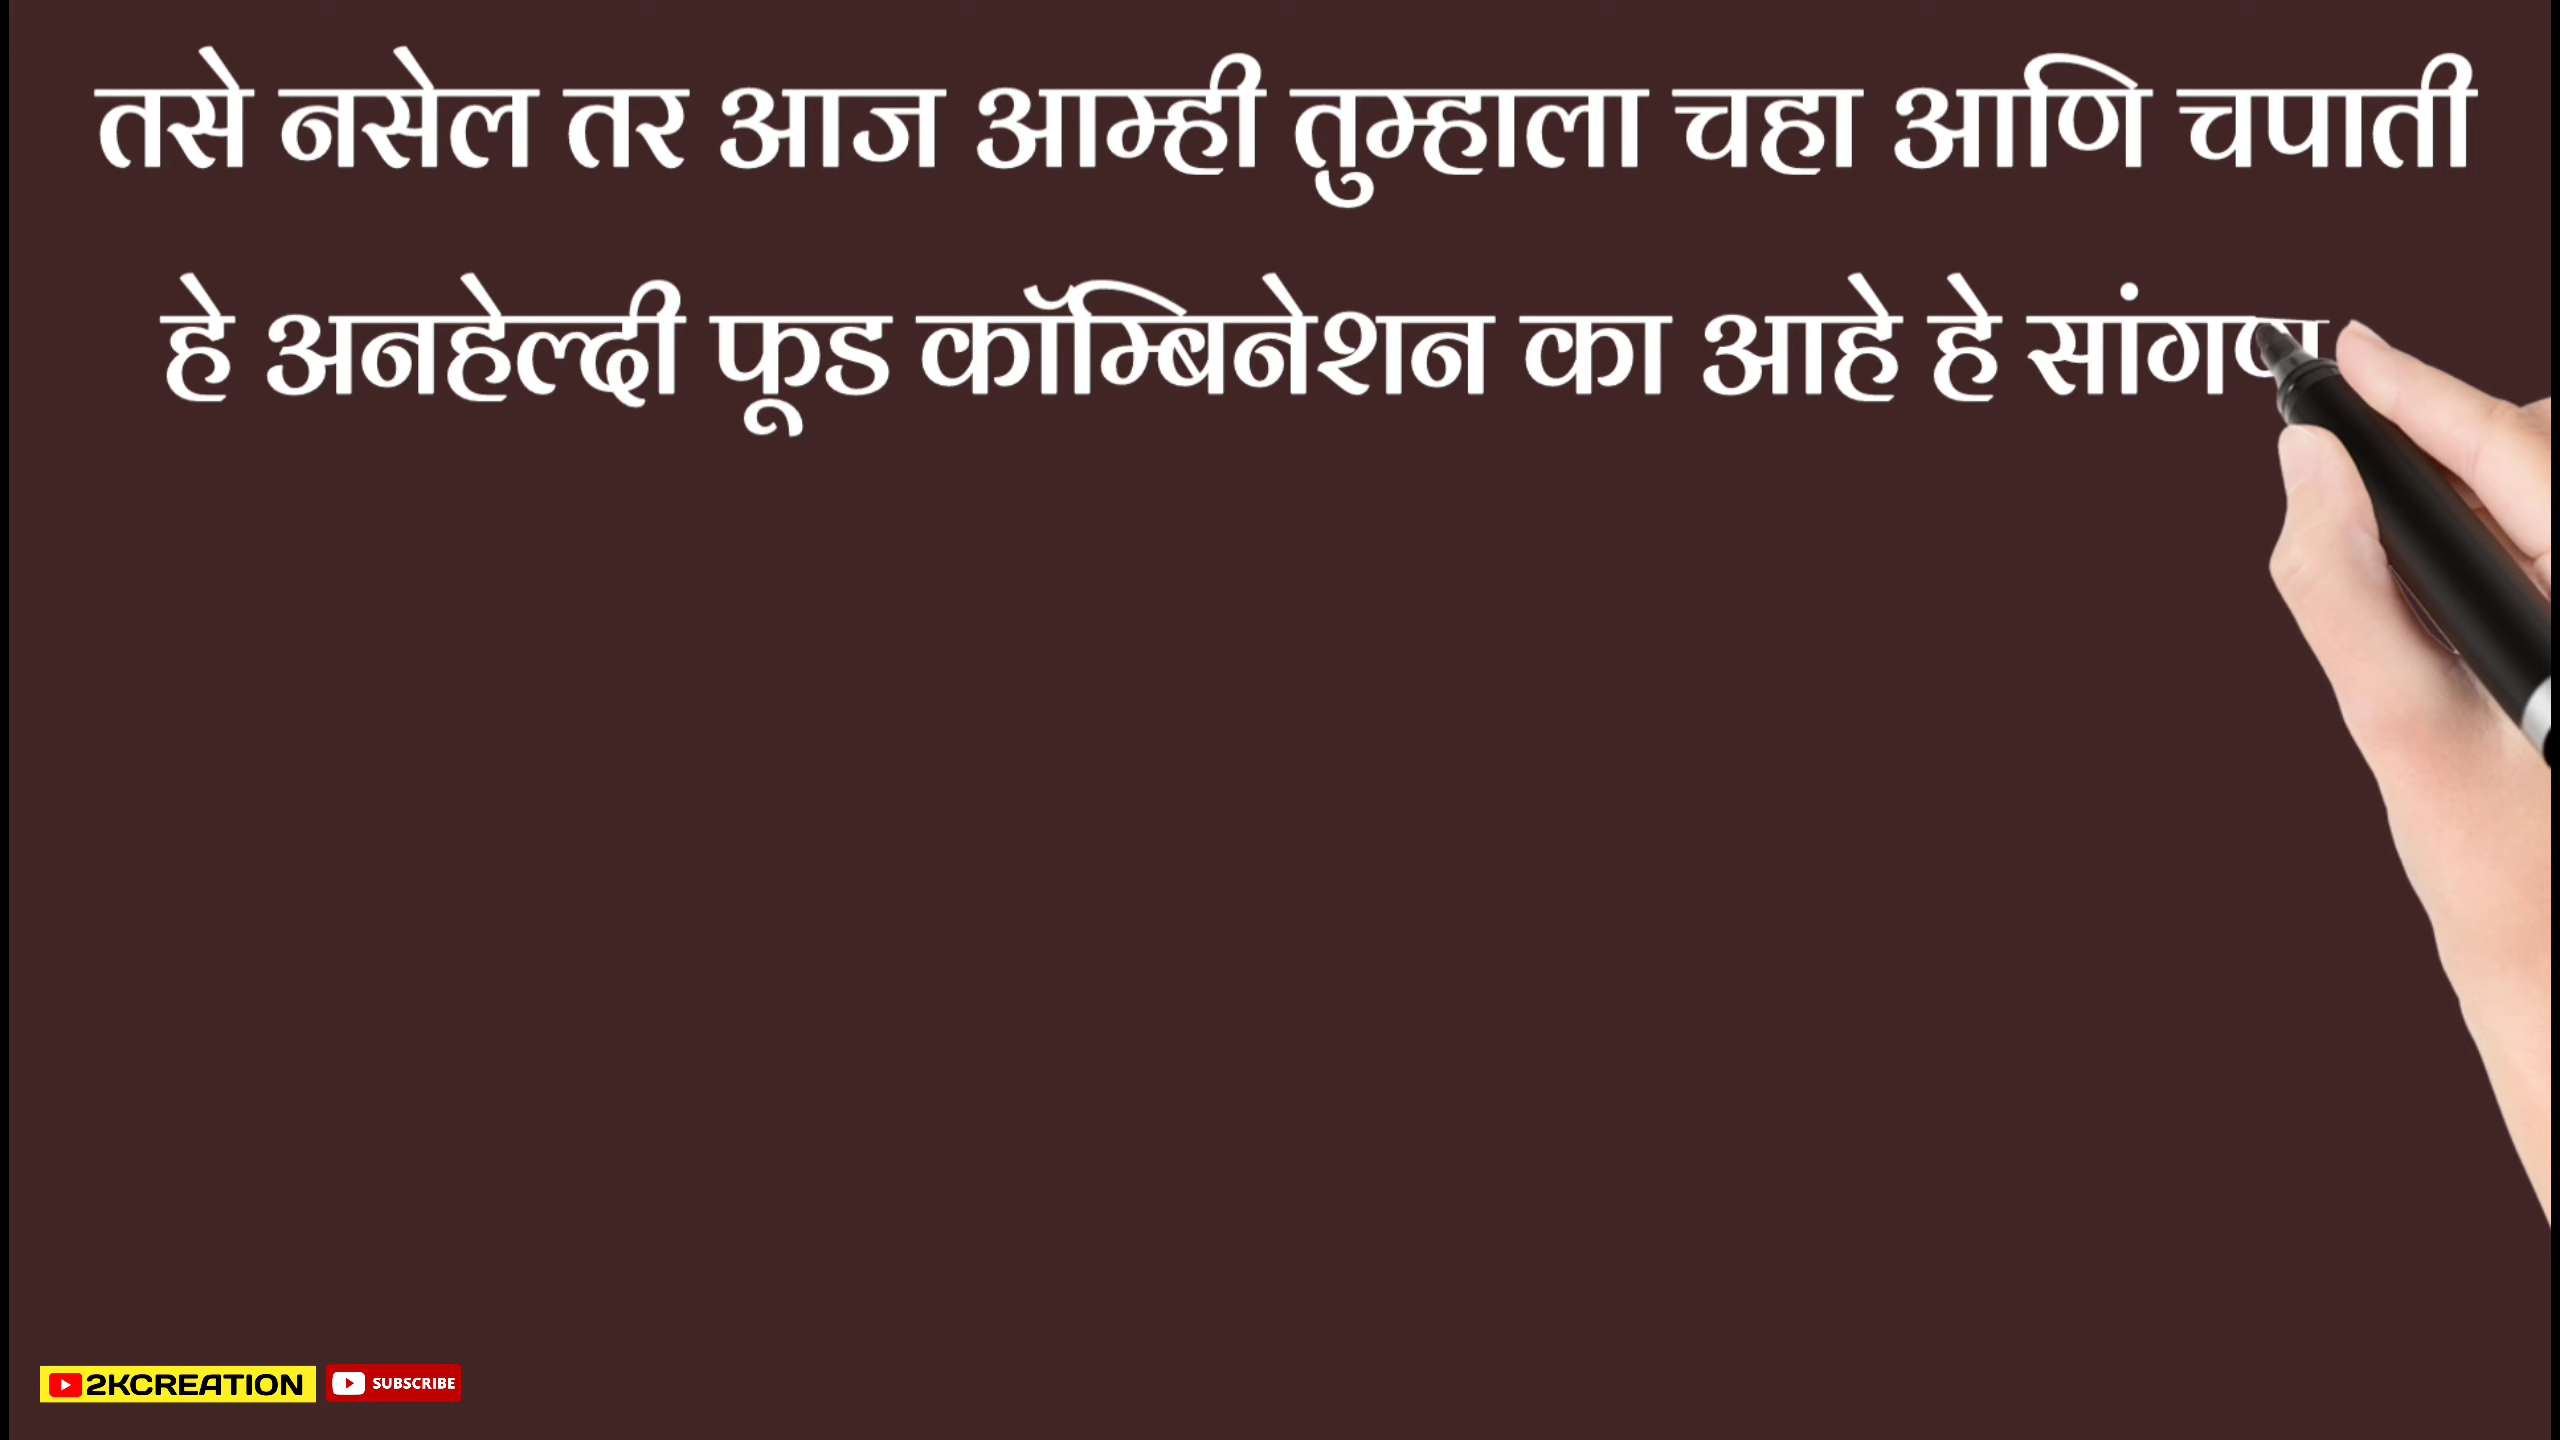 तसे नसेल तर आज आम्ही तुम्हाला चहा आणि चपाती
हे अनहेल्दी फूड कॉम्बिनेशन का आहे हे
2KCREATION
SUBSCRIBE